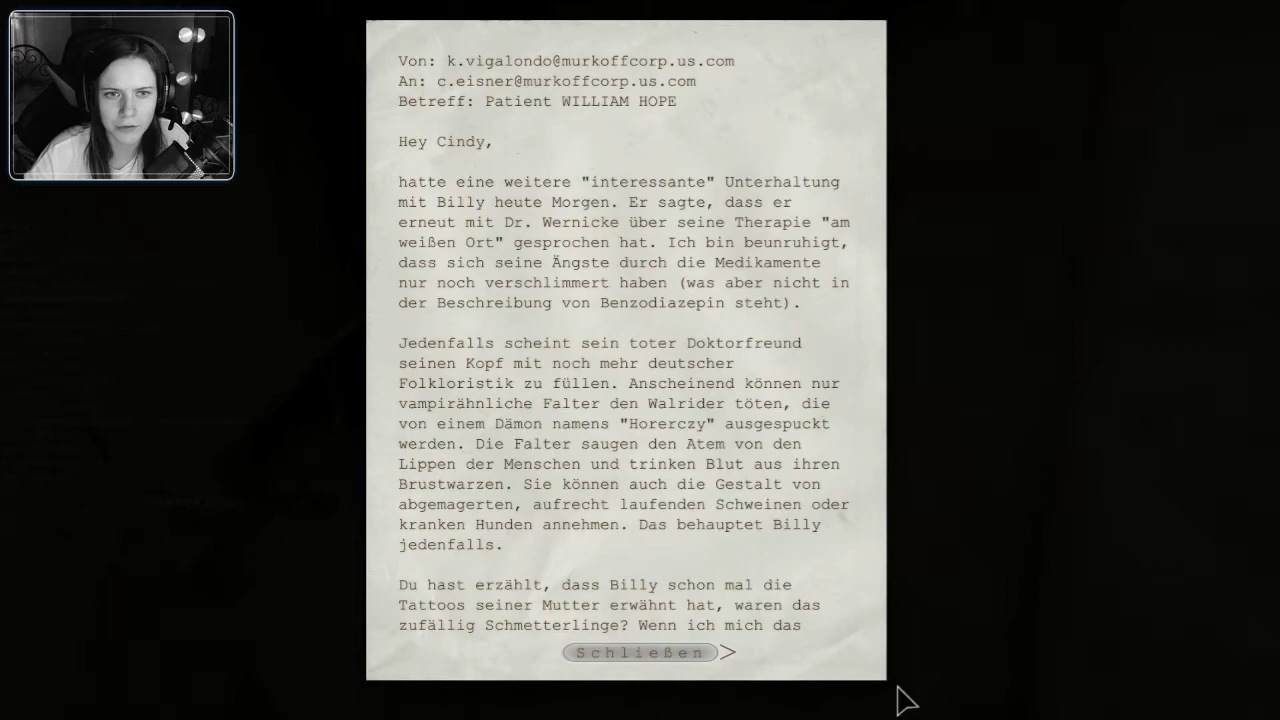 Von: k.vigalondo@murkoffcorp.us.com
An: c.eisner@murkoffcorp.us.com
Betreff: Patient WILLIAM HOPE
Hey Cindy,
hatte eine weitere "interessante" Unterhaltung
mit Billy heute Morgen. Er sagte, dass er
erneut mit Dr. Wernicke über seine Therapie "am
weißen Ort" gesprochen hat. Ich bin beunruhigt,
dass sich seine Ängste durch die Medikamente
nur noch verschlimmert haben (was aber nicht in
der Beschreibung von Benzodiazepin steht).
Jedenfalls scheint sein toter Doktorfreund
seinen Kopf mit noch mehr deutscher
Folkloristik zu füllen. Anscheinend können nur
vampirähnliche Falter den Walrider töten, die
von einem Dämon namens "Horerczy" ausgespuckt
werden. Die Falter saugen den Atem von den
Lippen der Menschen und trinken Blut aus ihren
Brustwarzen. Sie können auch die Gestalt von
abgemagerten, aufrecht laufenden Schweinen oder
kranken Hunden annehmen. Das behauptet Billy
jedenfalls.
Du hast erzählt, dass Billy schon mal die
Tattoos seiner Mutter erwähnt hat, waren das
zufällig Schmetterlinge? Wenn ich mich das
Schließen >